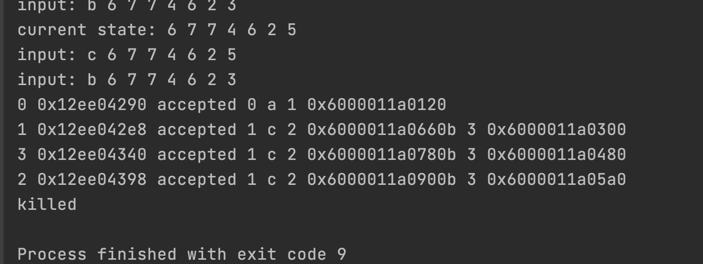 input: b 6 7 7 4 6 2 3
current state: 6 7 7 4 6 2 5
input: c 6 7 7 4 6 2 5
input: b 6 7 7 4 6 2 3
0 0x12ee04290 accepted 0 a 1 0x6000011a0120
1 0x12ee042e8 accepted 1 c 2 0x6000011a0660b 3 0x6000011a0300
3 0x12ee04340 accepted 1 c 2 0x6000011a0780b 3 0x6000011a0480
2 0x12ee04398 accepted 1 c 2 0x6000011a0900b 3 0x6000011a05a0
killed
Process finished with exit code 9